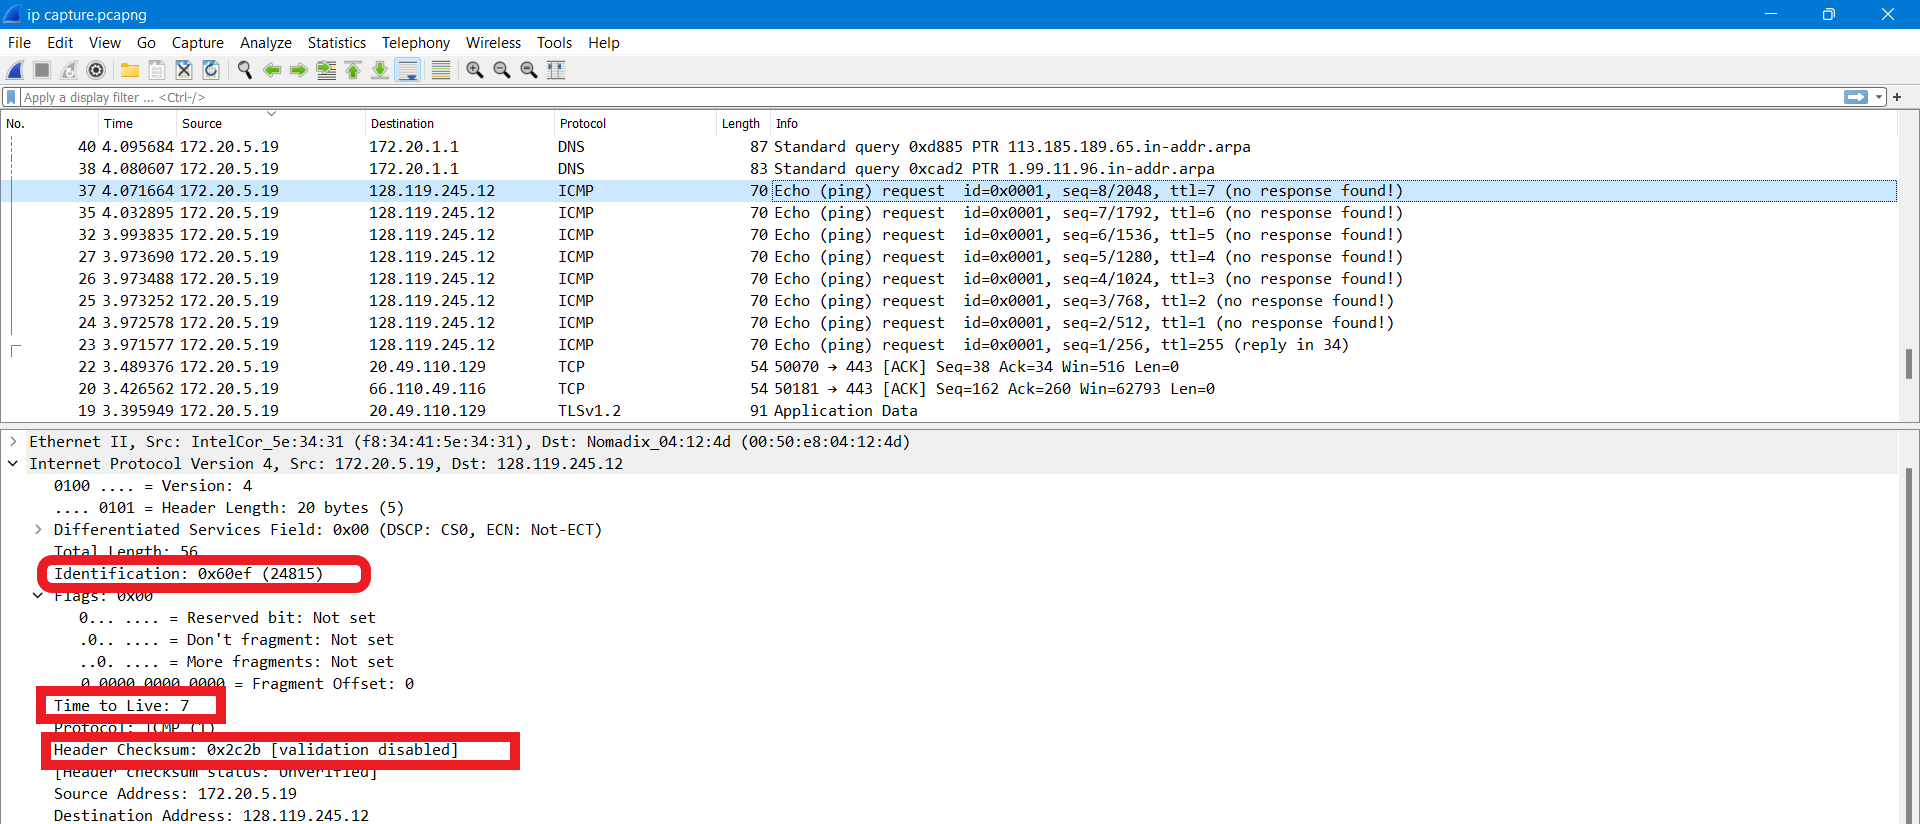 ip capture.pcapng
File Edit View Go Capture Analyze Statistics Telephony Wireless Tools Help
Apply a display filter ... <Ctrl-/>
No. Time Source Destination Protocol Length Info
40 4.095684 172.20.5.19 172.20.1.1 DNS 87 Standard query 0xd885 PTR 113.185.189.65.in-addr.arpa
38 4.080607 172.20.5.19 172.20.1.1 DNS 83 Standard query 0xcad2 PTR 1.99.11.96.in-addr.arpa
37 4.071664 172.20.5.19 128.119.245.12 ICMP 70 Echo (ping) request id=0x0001, seq=8/2048, ttl=7 (no response found!)
35 4.032895 172.20.5.19 128.119.245.12 ICMP 70 Echo (ping) request id=0x0001, seq=7/1792, ttl=6 (no response found!)
32 3.993835 172.20.5.19 128.119.245.12 ICMP 70 Echo (ping) request id=0x0001, seq=6/1536, ttl=5 (no response found!)
27 3.973690 172.20.5.19 128.119.245.12 ICMP 70 Echo (ping) request id=0x0001, seq=5/1280, ttl=4 (no response found!)
26 3.973488 172.20.5.19 128.119.245.12 ICMP 70 Echo (ping) request id=0x0001, seq=4/1024, ttl=3 (no response found!)
25 3.973252 172.20.5.19 128.119.245.12 ICMP 70 Echo (ping) request id=0x0001, seq=3/768, ttl=2 (no response found!)
24 3.972578 172.20.5.19 128.119.245.12 ICMP 70 Echo (ping) request id=0x0001, seq=2/512, ttl=1 (no response found!)
23 3.971577 172.20.5.19 128.119.245.12 ICMP 70 Echo (ping) request id=0x0001, seq=1/256, ttl=255 (reply in 34)
22 3.489376 172.20.5.19 20.49.110.129 TCP 54 50070 → 443 [ACK] Seq=38 Ack=34 Win=516 Len=0
20 3.426562 172.20.5.19 66.110.49.116 TCP 54 50181 → 443 [ACK] Seq=162 Ack=260 Win=62793 Len=0
19 3.395949 172.20.5.19 20.49.110.129 TLSv1.2 91 Application Data
Ethernet II, Src: IntelCor_5e:34:31 (f8:34:41:5e:34:31), Dst: Nomadix_04:12:4d (00:50:e8:04:12:4d)
Internet Protocol Version 4, Src: 172.20.5.19, Dst: 128.119.245.12
0100 .... = Version: 4
.... 0101 = Header Length: 20 bytes (5)
Differentiated Services Field: 0x00 (DSCP: CS0, ECN: Not-ECT)
Total Length: 56
Identification: 0x60ef (24815)
Flags: 0x00
0... .... = Reserved bit: Not set
.0.. .... = Don't fragment: Not set
..0. .... = More fragments: Not set
...0 0000 0000 0000 = Fragment Offset: 0
Time to Live: 7
Protocol: ICMP (1)
Header Checksum: 0x2c2b [validation disabled]
[Header checksum status: Unverified]
Source Address: 172.20.5.19
Destination Address: 128.119.245.12